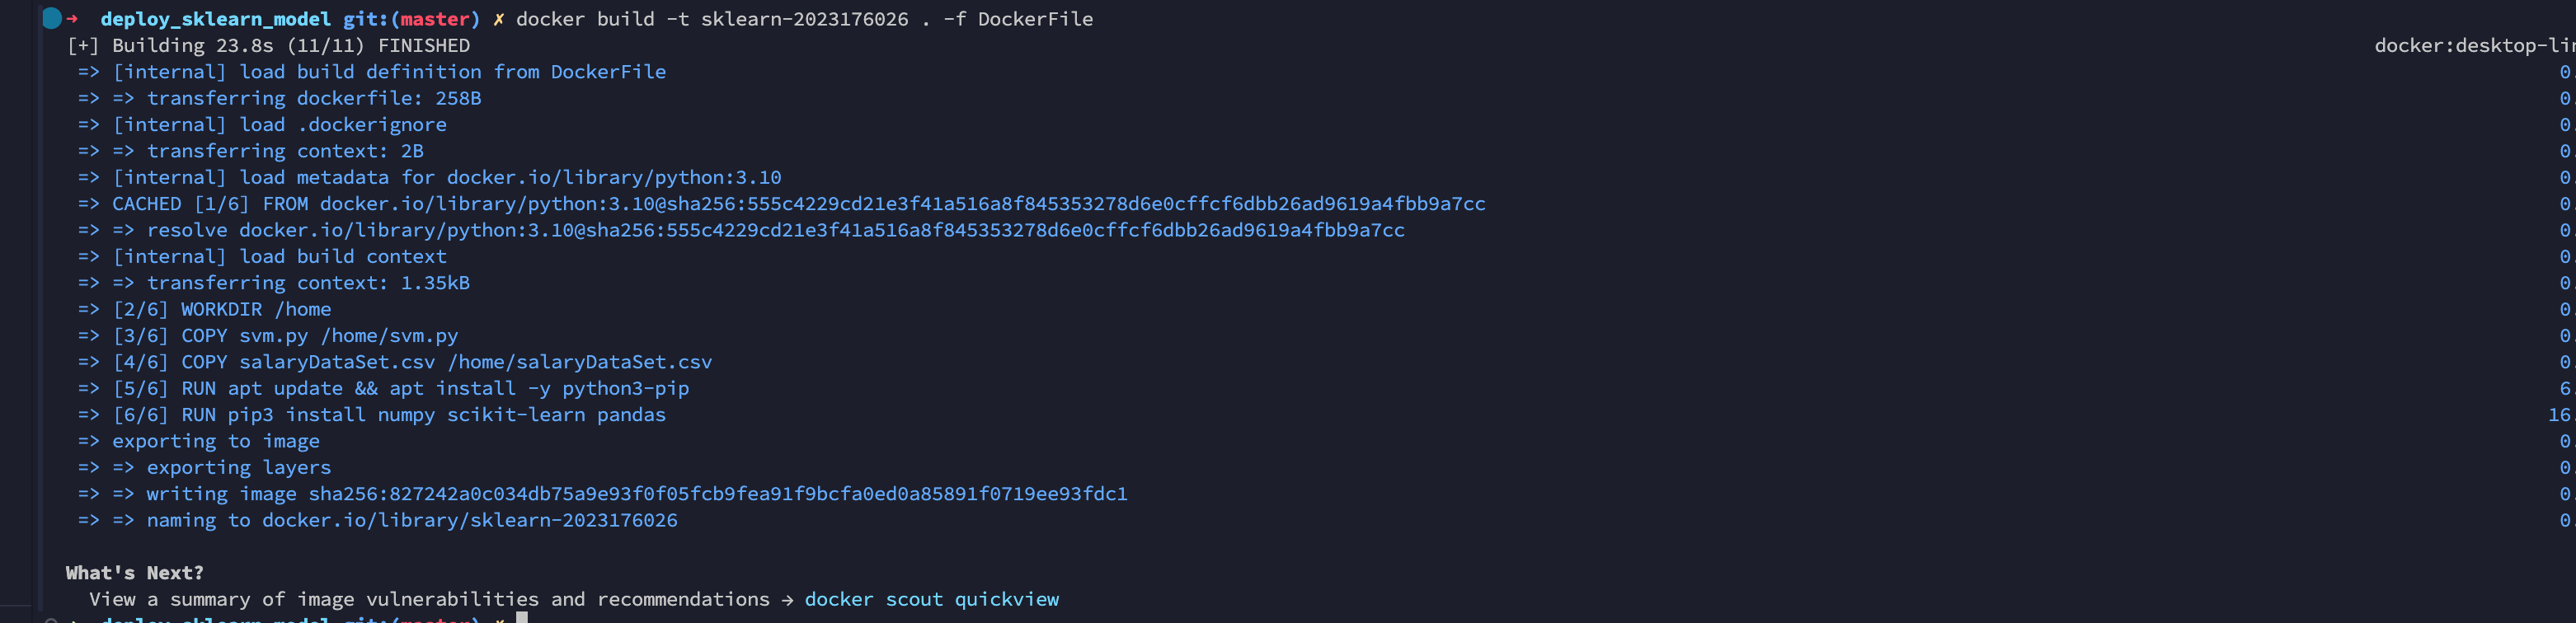 → deploy_sklearn_model git:(master) ✗ docker build -t sklearn-2023176026 . -f DockerFile
[+] Building 23.8s (11/11) FINISHED docker:desktop-lin
=> [internal] load build definition from DockerFile 0.
=> => transferring dockerfile: 258B 0.
=> [internal] load .dockerignore 0.
=> => transferring context: 2B 0.
=> [internal] load metadata for docker.io/library/python:3.10 0.
=> CACHED [1/6] FROM docker.io/library/python:3.10@sha256:555c4229cd21e3f41a516a8f845353278d6e0cffcf6dbb26ad9619a4fbb9a7cc 0.
=> => resolve docker.io/library/python:3.10@sha256:555c4229cd21e3f41a516a8f845353278d6e0cffcf6dbb26ad9619a4fbb9a7cc 0.
=> [internal] load build context 0.
=> => transferring context: 1.35kB 0.
=> [2/6] WORKDIR /home 0.
=> [3/6] COPY svm.py /home/svm.py 0.
=> [4/6] COPY salaryDataSet.csv /home/salaryDataSet.csv 0.
=> [5/6] RUN apt update && apt install -y python3-pip 6.
=> [6/6] RUN pip3 install numpy scikit-learn pandas 16.
=> exporting to image 0.
=> => exporting layers 0.
=> => writing image sha256:827242a0c034db75a9e93f0f05fcb9fea91f9bcfa0ed0a85891f0719ee93fdc1 0.
=> => naming to docker.io/library/sklearn-2023176026 0.
What's Next?
View a summary of image vulnerabilities and recommendations → docker scout quickview
→ deploy_sklearn_model git:(master) ✗